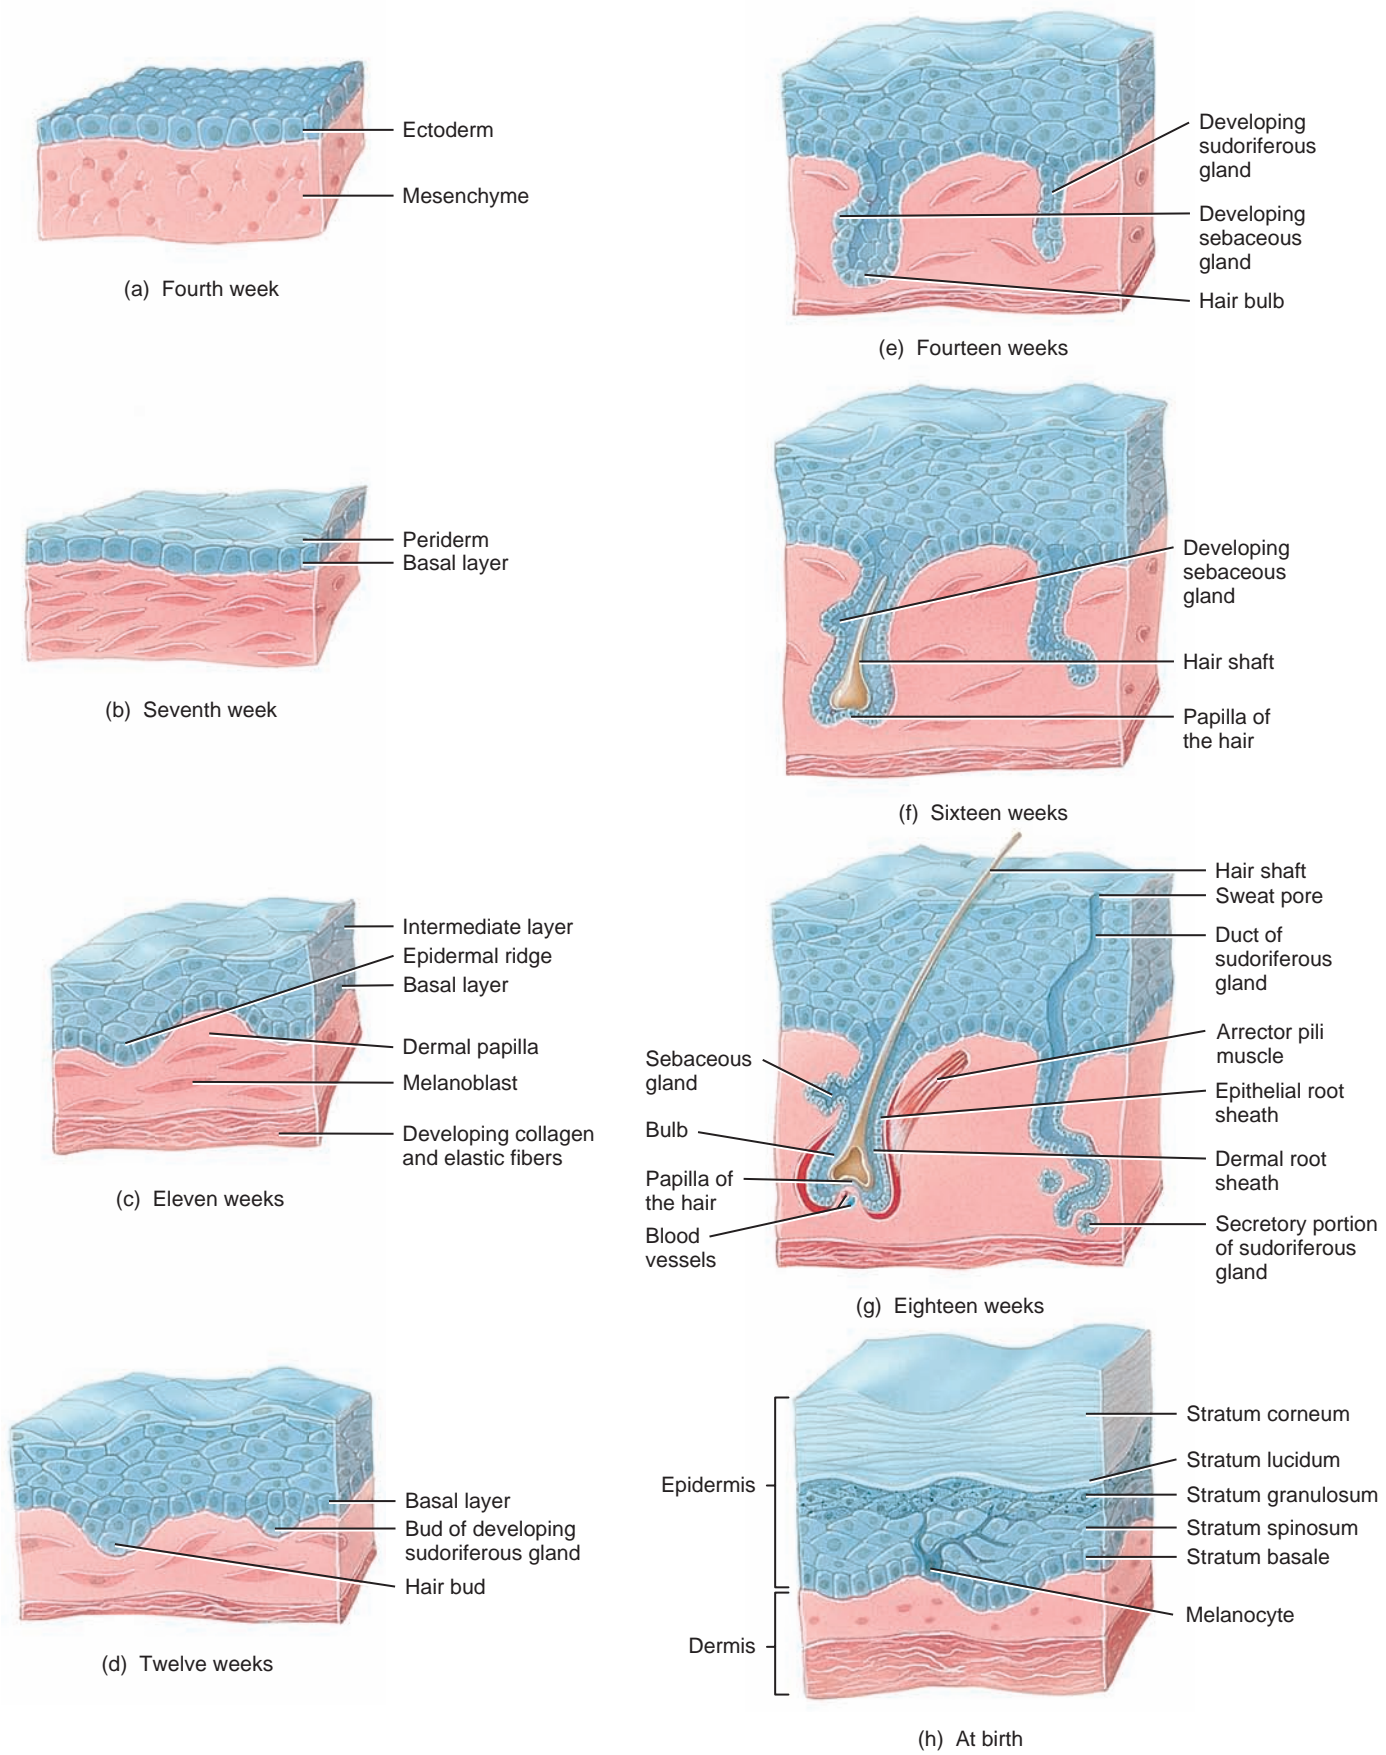 Ectoderm
Mesenchyme
(a) Fourth week
Periderm
Basal layer
(b) Seventh week
Intermediate layer
Epidermal ridge
Basal layer
Dermal papilla
Melanoblast
Developing collagen
and elastic fibers
(c) Eleven weeks
Basal layer
Bud of developing
sudoriferous gland
Hair bud
(d) Twelve weeks
Developing
sudoriferous
gland
Developing
sebaceous
gland
Hair bulb
(e) Fourteen weeks
Developing
sebaceous
gland
Hair shaft
Papilla of
the hair
(f) Sixteen weeks
Sebaceous
gland
Bulb
Papilla of
the hair
Blood
vessels
Hair shaft
Sweat pore
Duct of
sudoriferous
gland
Arrector pili
muscle
Epithelial root
sheath
Dermal root
sheath
Secretory portion
of sudoriferous
gland
(g) Eighteen weeks
Epidermis
Dermis
Stratum corneum
Stratum lucidum
Stratum granulosum
Stratum spinosum
Stratum basale
Melanocyte
(h) At birth